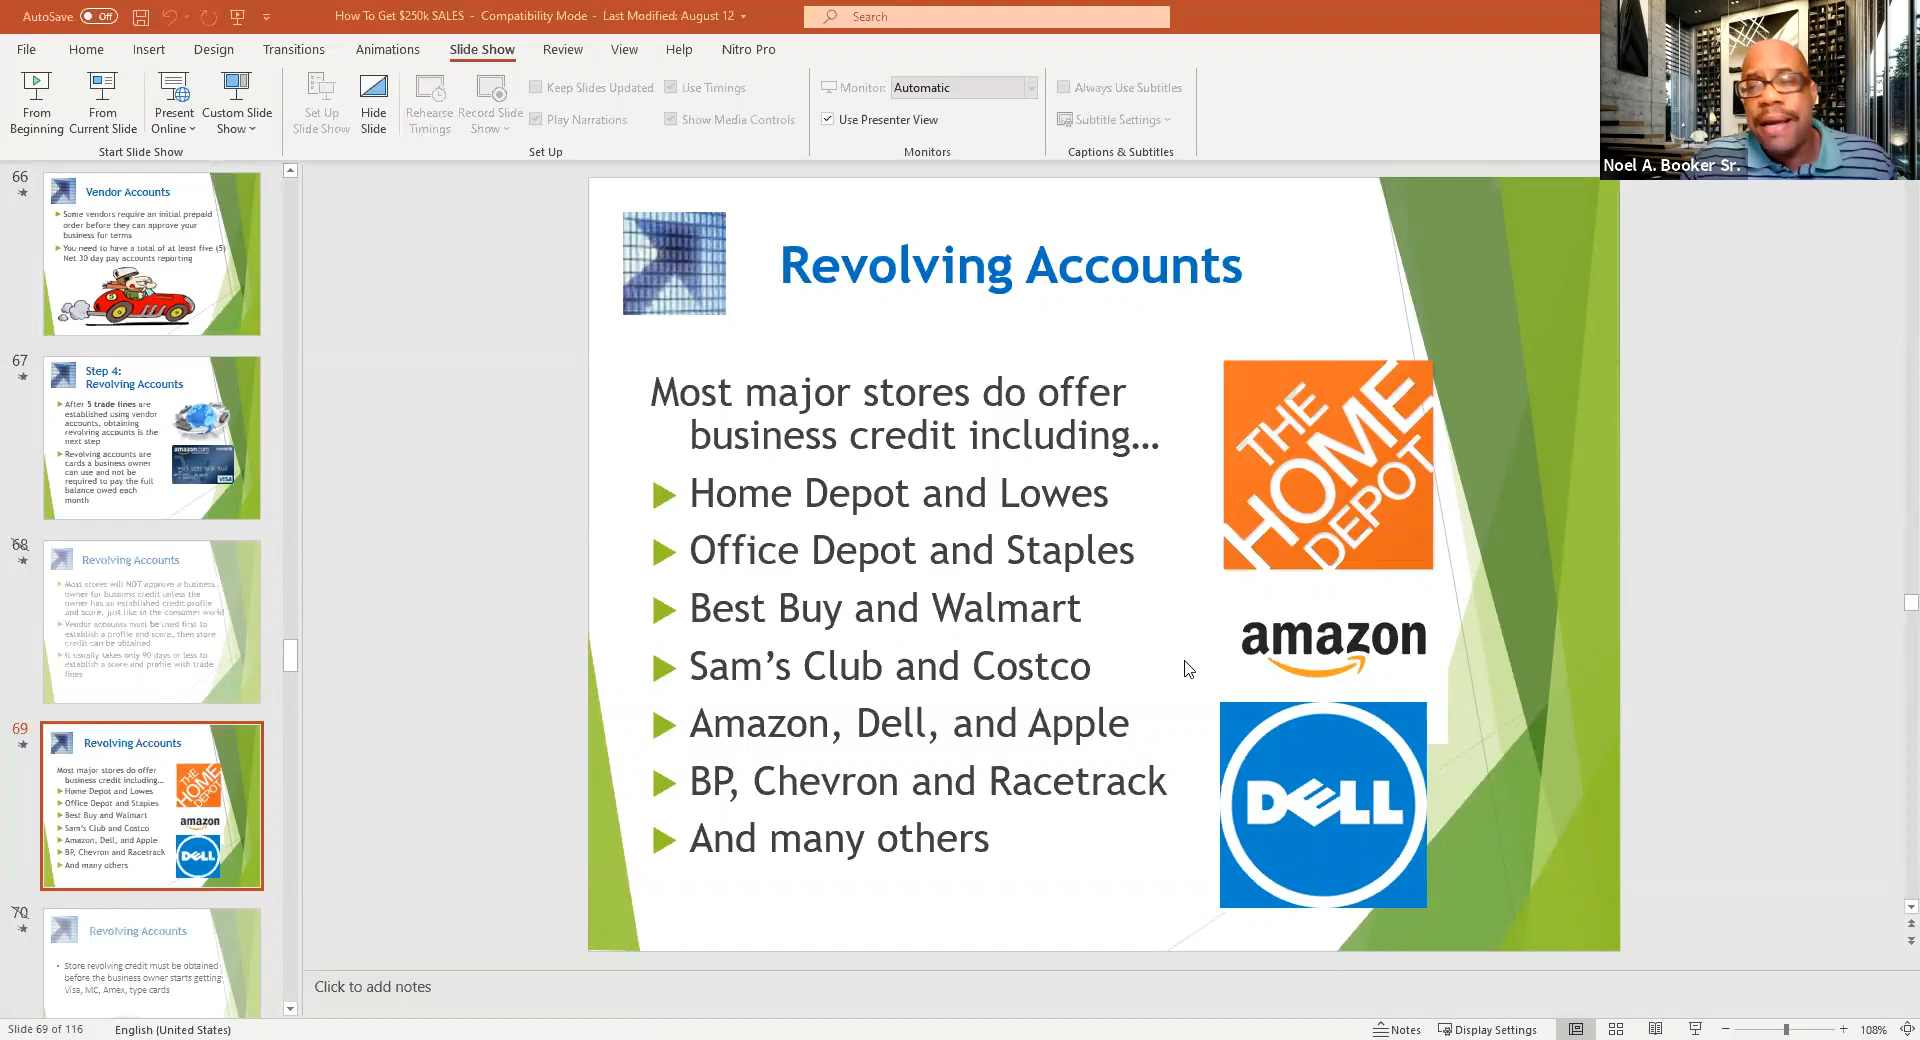 AutoSave Off
How To Get $250k SALES - Compatibility Mode - Last Modified: August 12
Search
File Home Insert Design Transitions Animations Slide Show Review View Help Nitro Pro
From Beginning
From Current Slide
Present Online
Custom Slide Show
Start Slide Show
Set Up Slide Show
Hide Slide
Rehearse Timings
Record Slide Show
Keep Slides Updated
Play Narrations
Use Timings
Show Media Controls
Set Up
Monitor: Automatic
Use Presenter View
Monitors
Always Use Subtitles
Subtitle Settings
Captions & Subtitles
Noel A. Booker Sr.
66
Vendor Accounts
Some vendors require an initial prepaid
order before they can approve your
business for terms
You need to have a total of at least five (5)
Net 30 day pay accounts reporting
67
Step 4:
Revolving Accounts
After 5 trade lines are
established using vendor
accounts, obtaining
revolving accounts is the
next step
Revolving accounts are
cards a business owner
can use and not be
required to pay the full
balance owed each
month
amazon.com
VISA
68
Revolving Accounts
Most stores will NOT approve a business
owner for business credit unless the
owner has an established credit profile
and score, just like in the consumer world
Vendor accounts must be used first to
establish a profile and score, then store
credit can be obtained
It usually takes only 90 days or less to
establish a score and profile with trade
lines
69
Revolving Accounts
Most major stores do offer
business credit including...
Home Depot and Lowes
Office Depot and Staples
Best Buy and Walmart
Sam's Club and Costco
Amazon, Dell, and Apple
BP, Chevron and Racetrack
And many others
THE HOME DEPOT
amazon
DELL
70
Revolving Accounts
• Store revolving credit must be obtained
before the business owner starts getting
Visa, MC, Amex, type cards
Revolving Accounts
Most major stores do offer
business credit including...
Home Depot and Lowes
Office Depot and Staples
Best Buy and Walmart
Sam's Club and Costco
Amazon, Dell, and Apple
BP, Chevron and Racetrack
And many others
THE
HOME
DEPOT
amazon
DELL
Click to add notes
Slide 69 of 116 English (United States) Notes Display Settings 108%